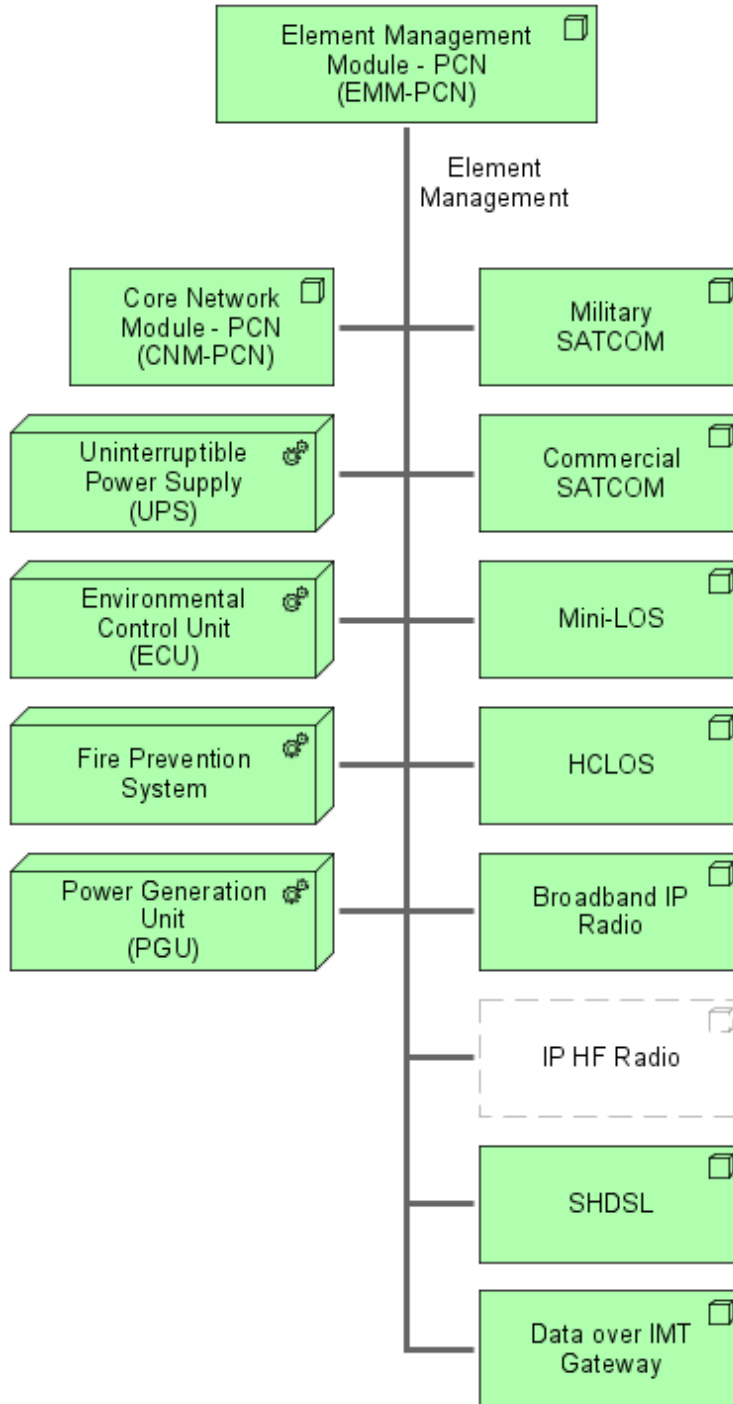 Element Management
Module - PCN
(EMM-PCN)
Element
Management
Core Network
Module - PCN
(CNM-PCN)
Military
SATCOM
Uninterruptible
Power Supply
(UPS)
Commercial
SATCOM
Environmental
Control Unit
(ECU)
Mini-LOS
Fire Prevention
System
HCLOS
Power Generation
Unit
(PGU)
Broadband IP
Radio
IP HF Radio
SHDSL
Data over IMT
Gateway